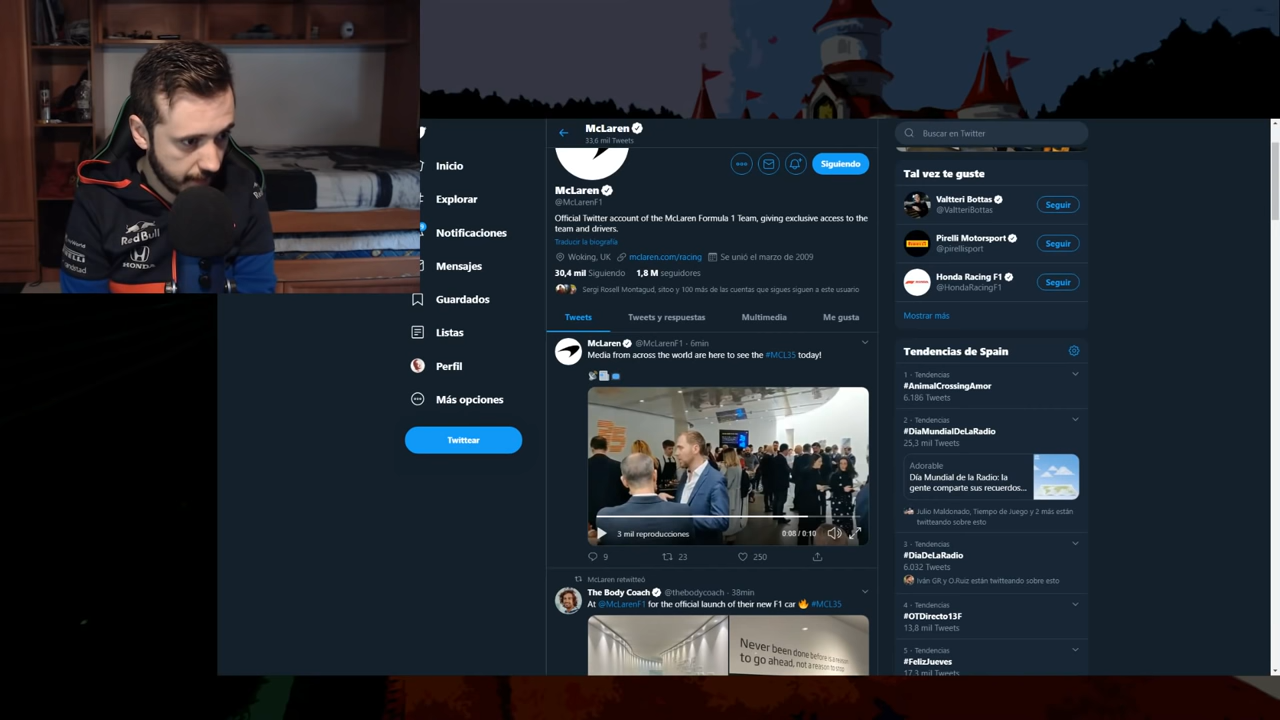 Red Bull
HONDA
Inicio
Explorar
Notificaciones
Mensajes
Guardados
Listas
Perfil
Más opciones
Twittear
McLaren
33,6 mil Tweets
Siguiendo
McLaren
@McLarenF1
Official Twitter account of the McLaren Formula 1 Team, giving exclusive access to the
team and drivers.
Traducir la biografía
Woking, UK mclaren.com/racing Se unió el marzo de 2009
30,4 mil Siguiendo 1,8 M seguidores
Sergi Rosell Montagud, sitoo y 100 más de las cuentas que sigues siguen a este usuario
Tweets Tweets y respuestas Multimedia Me gusta
McLaren @McLarenF1 · 6min
Media from across the world are here to see the #MCL35 today!
3 mil reproducciones 0:08 / 0:10
9 23 250
McLaren retwitteó
The Body Coach @thebodycoach · 38min
At @McLarenF1 for the official launch of their new F1 car #MCL35
Never been done before is a reason
to go ahead, not a reason to stop
Buscar en Twitter
Tal vez te guste
Valtteri Bottas
@ValtteriBottas
Seguir
Pirelli Motorsport
@pirellisport
Seguir
Honda Racing F1
@HondaRacingF1
Seguir
Mostrar más
Tendencias de Spain
1 · Tendencias
#AnimalCrossingAmor
6.186 Tweets
2 · Tendencias
#DiaMundialDeLaRadio
25,3 mil Tweets
Adorable
Día Mundial de la Radio: la
gente comparte sus recuerdos...
Julio Maldonado, Tiempo de Juego y 2 más están
twitteando sobre esto
3 · Tendencias
#DiaDeLaRadio
6.032 Tweets
Iván GR y O.Ruiz están twitteando sobre esto
4 · Tendencias
#OTDirecto13F
13,8 mil Tweets
5 · Tendencias
#FelizJueves
17,3 mil Tweets